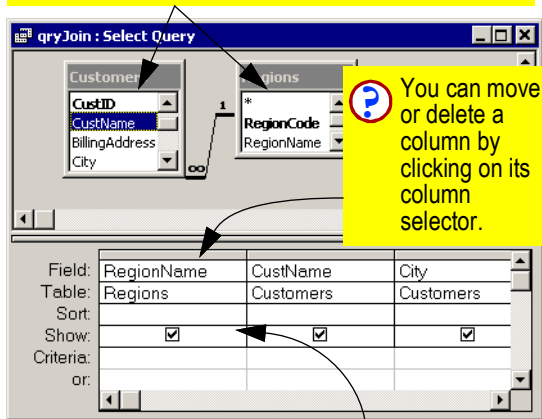 qryJoin : Select Query
Customers
Regions
CustID
CustName
BillingAddress
City
1
∞
*
RegionCode
RegionName
?
You can move
or delete a
column by
clicking on its
column
selector.
Field: RegionName CustName City
Table: Regions Customers Customers
Sort:
Show:
Criteria:
or: